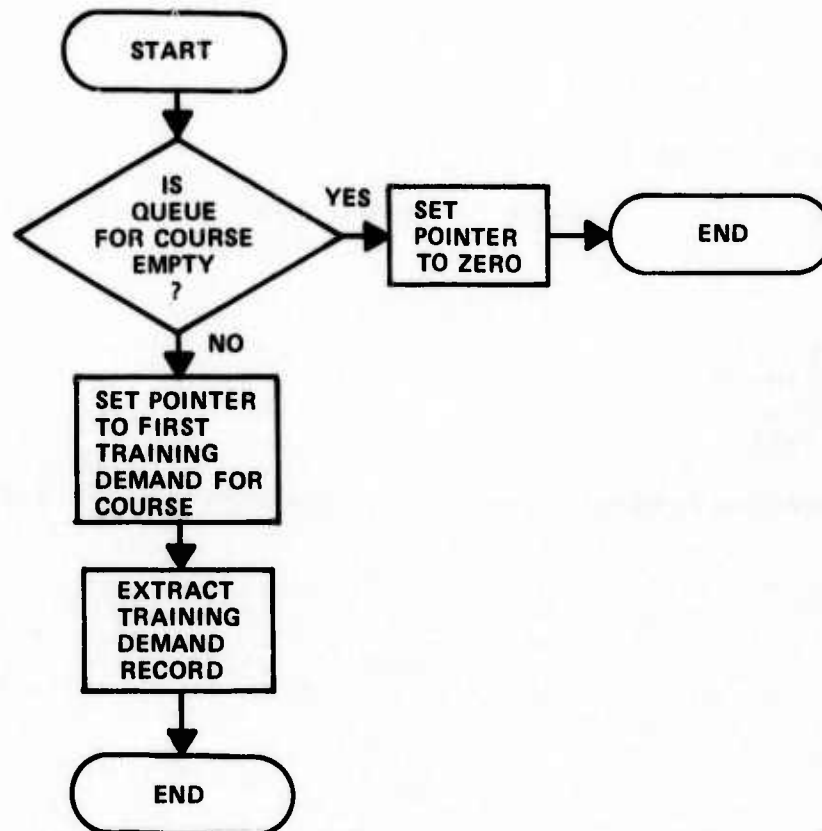 START
IS
QUEUE
FOR COURSE
EMPTY
?
YES
SET
POINTER
TO ZERO
END
NO
SET POINTER
TO FIRST
TRAINING
DEMAND FOR
COURSE
EXTRACT
TRAINING
DEMAND
RECORD
END